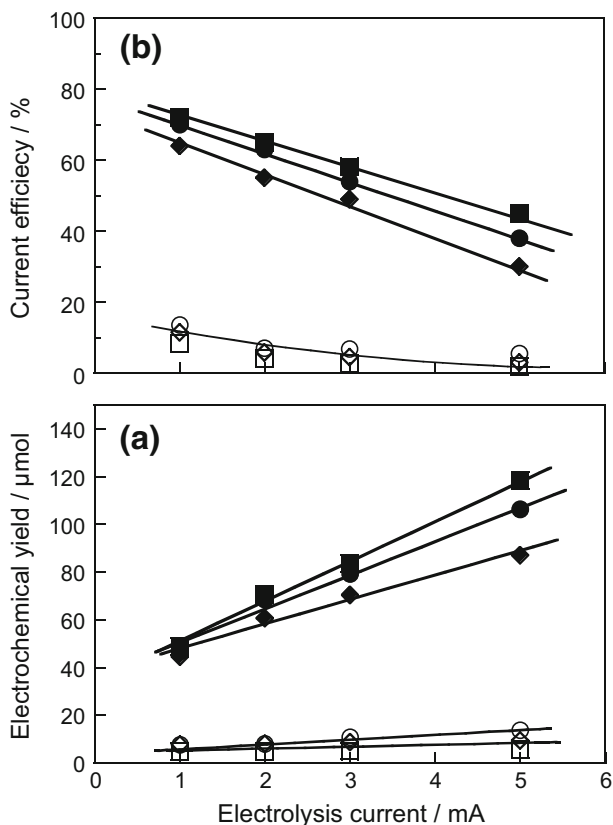 (b)
Current efficiecy / %
100
80
60
40
20
0
(a)
Electrochemical yield / μmol
140
120
100
80
60
40
20
0
0 1 2 3 4 5 6
Electrolysis current / mA